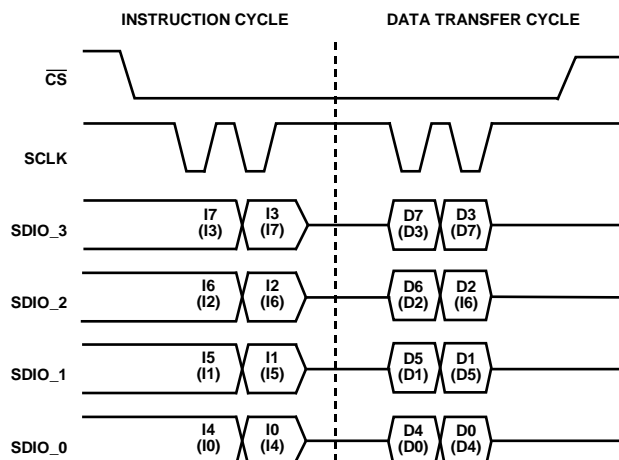 INSTRUCTION CYCLE DATA TRANSFER CYCLE
CS
SCLK
SDIO_3 I7 I3 D7 D3
(I3) (I7) (D3) (D7)
SDIO_2 I6 I2 D6 D2
(I2) (I6) (D2) (I6)
SDIO_1 I5 I1 D5 D1
(I1) (I5) (D1) (D5)
SDIO_0 I4 I0 D4 D0
(I0) (I4) (D0) (D4)